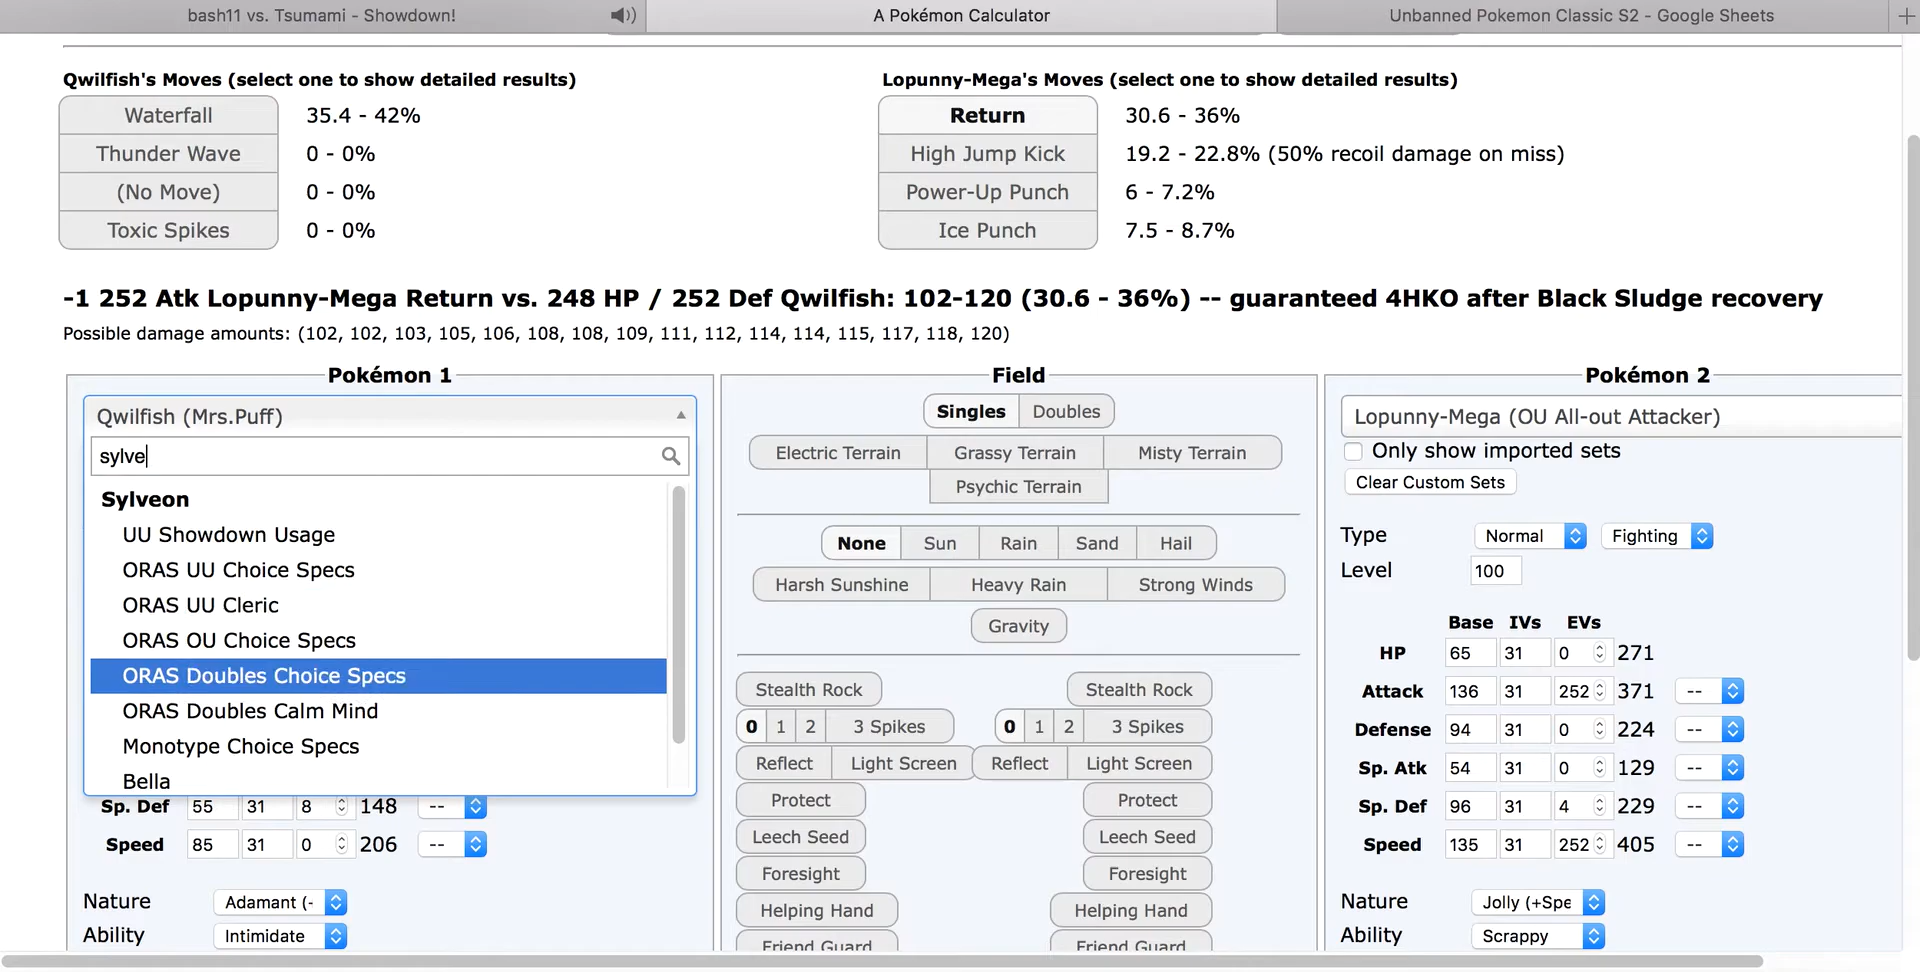 bash11 vs. Tsumami - Showdown!
A Pokémon Calculator
Unbanned Pokemon Classic S2 - Google Sheets
Qwilfish's Moves (select one to show detailed results)
Waterfall 35.4 - 42%
Thunder Wave 0 - 0%
(No Move) 0 - 0%
Toxic Spikes 0 - 0%
Lopunny-Mega's Moves (select one to show detailed results)
Return 30.6 - 36%
High Jump Kick 19.2 - 22.8% (50% recoil damage on miss)
Power-Up Punch 6 - 7.2%
Ice Punch 7.5 - 8.7%
-1 252 Atk Lopunny-Mega Return vs. 248 HP / 252 Def Qwilfish: 102-120 (30.6 - 36%) -- guaranteed 4HKO after Black Sludge recovery
Possible damage amounts: (102, 102, 103, 105, 106, 108, 108, 109, 111, 112, 114, 114, 115, 117, 118, 120)
Pokémon 1
Qwilfish (Mrs.Puff)
sylve
Sylveon
UU Showdown Usage
ORAS UU Choice Specs
ORAS UU Cleric
ORAS OU Choice Specs
ORAS Doubles Choice Specs
ORAS Doubles Calm Mind
Monotype Choice Specs
Bella
Sp. Def 55 31 8 148 --
Speed 85 31 0 206 --
Nature Adamant (-
Ability Intimidate
Field
Singles Doubles
Electric Terrain Grassy Terrain Misty Terrain
Psychic Terrain
None Sun Rain Sand Hail
Harsh Sunshine Heavy Rain Strong Winds
Gravity
Stealth Rock Stealth Rock
0 1 2 3 Spikes 0 1 2 3 Spikes
Reflect Light Screen Reflect Light Screen
Protect Protect
Leech Seed Leech Seed
Foresight Foresight
Helping Hand Helping Hand
Friend Guard Friend Guard
Pokémon 2
Lopunny-Mega (OU All-out Attacker)
Only show imported sets
Clear Custom Sets
Type Normal Fighting
Level 100
Base IVs EVs
HP 65 31 0 271
Attack 136 31 252 371 --
Defense 94 31 0 224 --
Sp. Atk 54 31 0 129 --
Sp. Def 96 31 4 229 --
Speed 135 31 252 405 --
Nature Jolly (+Spe
Ability Scrappy